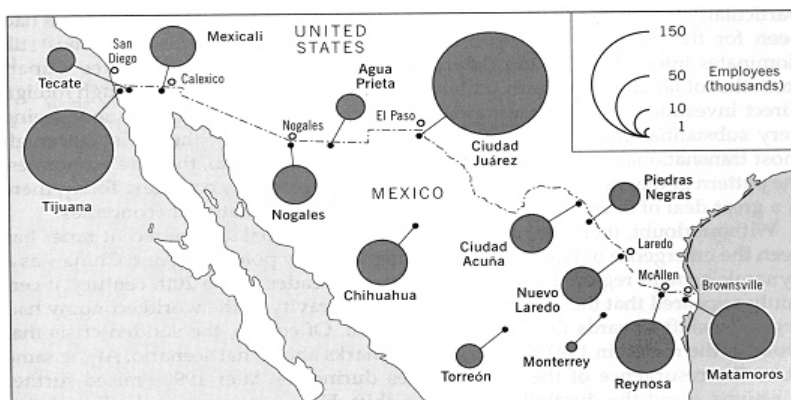 San
Diego
Mexicali
UNITED
STATES
Tecate
Calexico
Agua
Prieta
El Paso
Nogales
Tijuana
Nogales
MEXICO
Chihuahua
Ciudad
Juárez
Piedras
Negras
Ciudad
Acuña
Laredo
McAllen
Brownsville
Nuevo
Laredo
Torreón
Monterrey
Reynosa
Matamoros
150
50
10
1
Employees
(thousands)